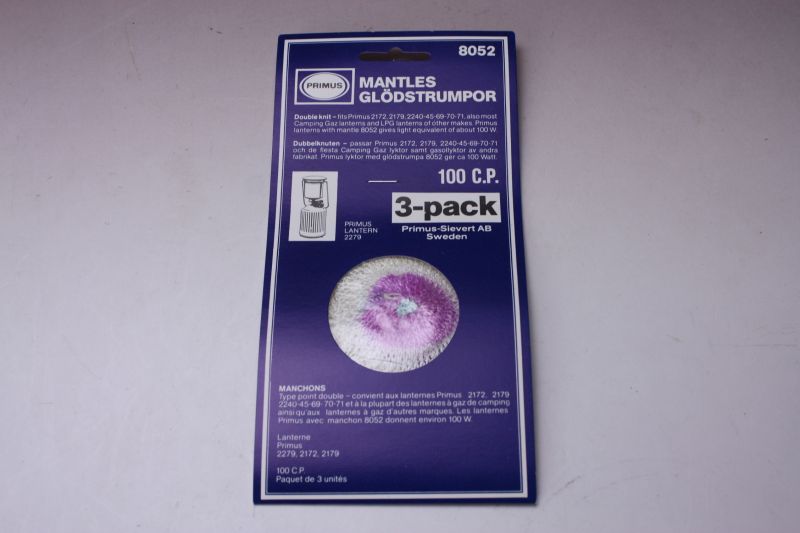 8052
PRIMUS
MANTLES
GLÖDSTRUMPOR
Double knit – fits Primus 2172, 2179, 2240-45-69-70-71, also most
Camping Gaz lanterns and LPG lanterns of other makes. Primus
lanterns with mantle 8052 gives light equivalent of about 100 W.
Dubbelknuten – passar Primus 2172, 2179, 2240-45-69-70-71
och de flesta Camping Gaz lyktor samt gasollyktor av andra
fabrikat. Primus lyktor med glödstrumpa 8052 ger ca 100 Watt.
100 C.P.
3-pack
PRIMUS
LANTERN
2279
Primus-Sievert AB
Sweden
MANCHONS
Type point double – convient aux lanternes Primus 2172, 2179
2240-45-69-70-71 et à la plupart des lanternes à gaz de camping
ainsi qu'aux lanternes à gaz d'autres marques. Les lanternes
Primus avec manchon 8052 donnent environ 100 W.
Lanterne
Primus
2279, 2172, 2179
100 C.P.
Paquet de 3 unités